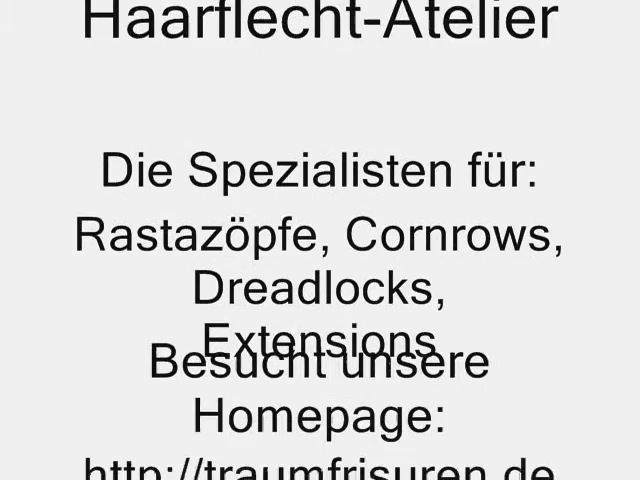 Haarflecht-Atelier
Die Spezialisten für:
Rastazöpfe, Cornrows,
Dreadlocks,
Extensions
Besucht unsere
Homepage:
http://traumfrisuren.de